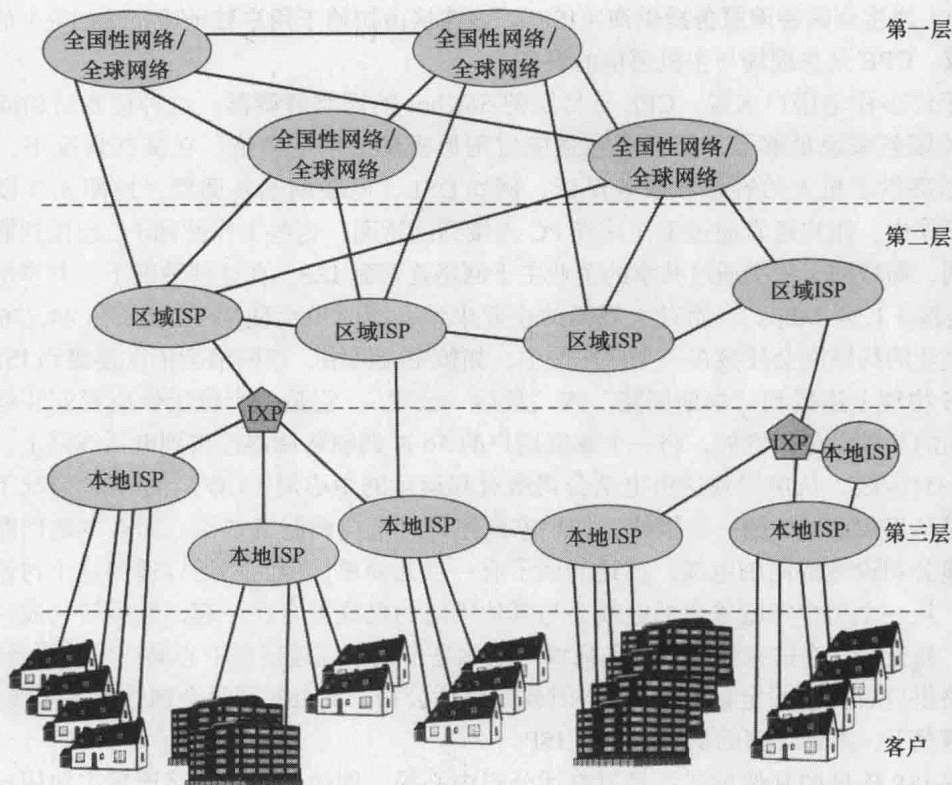 第一层
全国性网络/
全球网络
全国性网络/
全球网络
全国性网络/
全球网络
全国性网络/
全球网络
第二层
区域ISP
区域ISP
区域ISP
区域ISP
IXP
IXP
本地ISP
本地ISP
本地ISP
本地ISP
本地ISP
本地ISP
第三层
客户